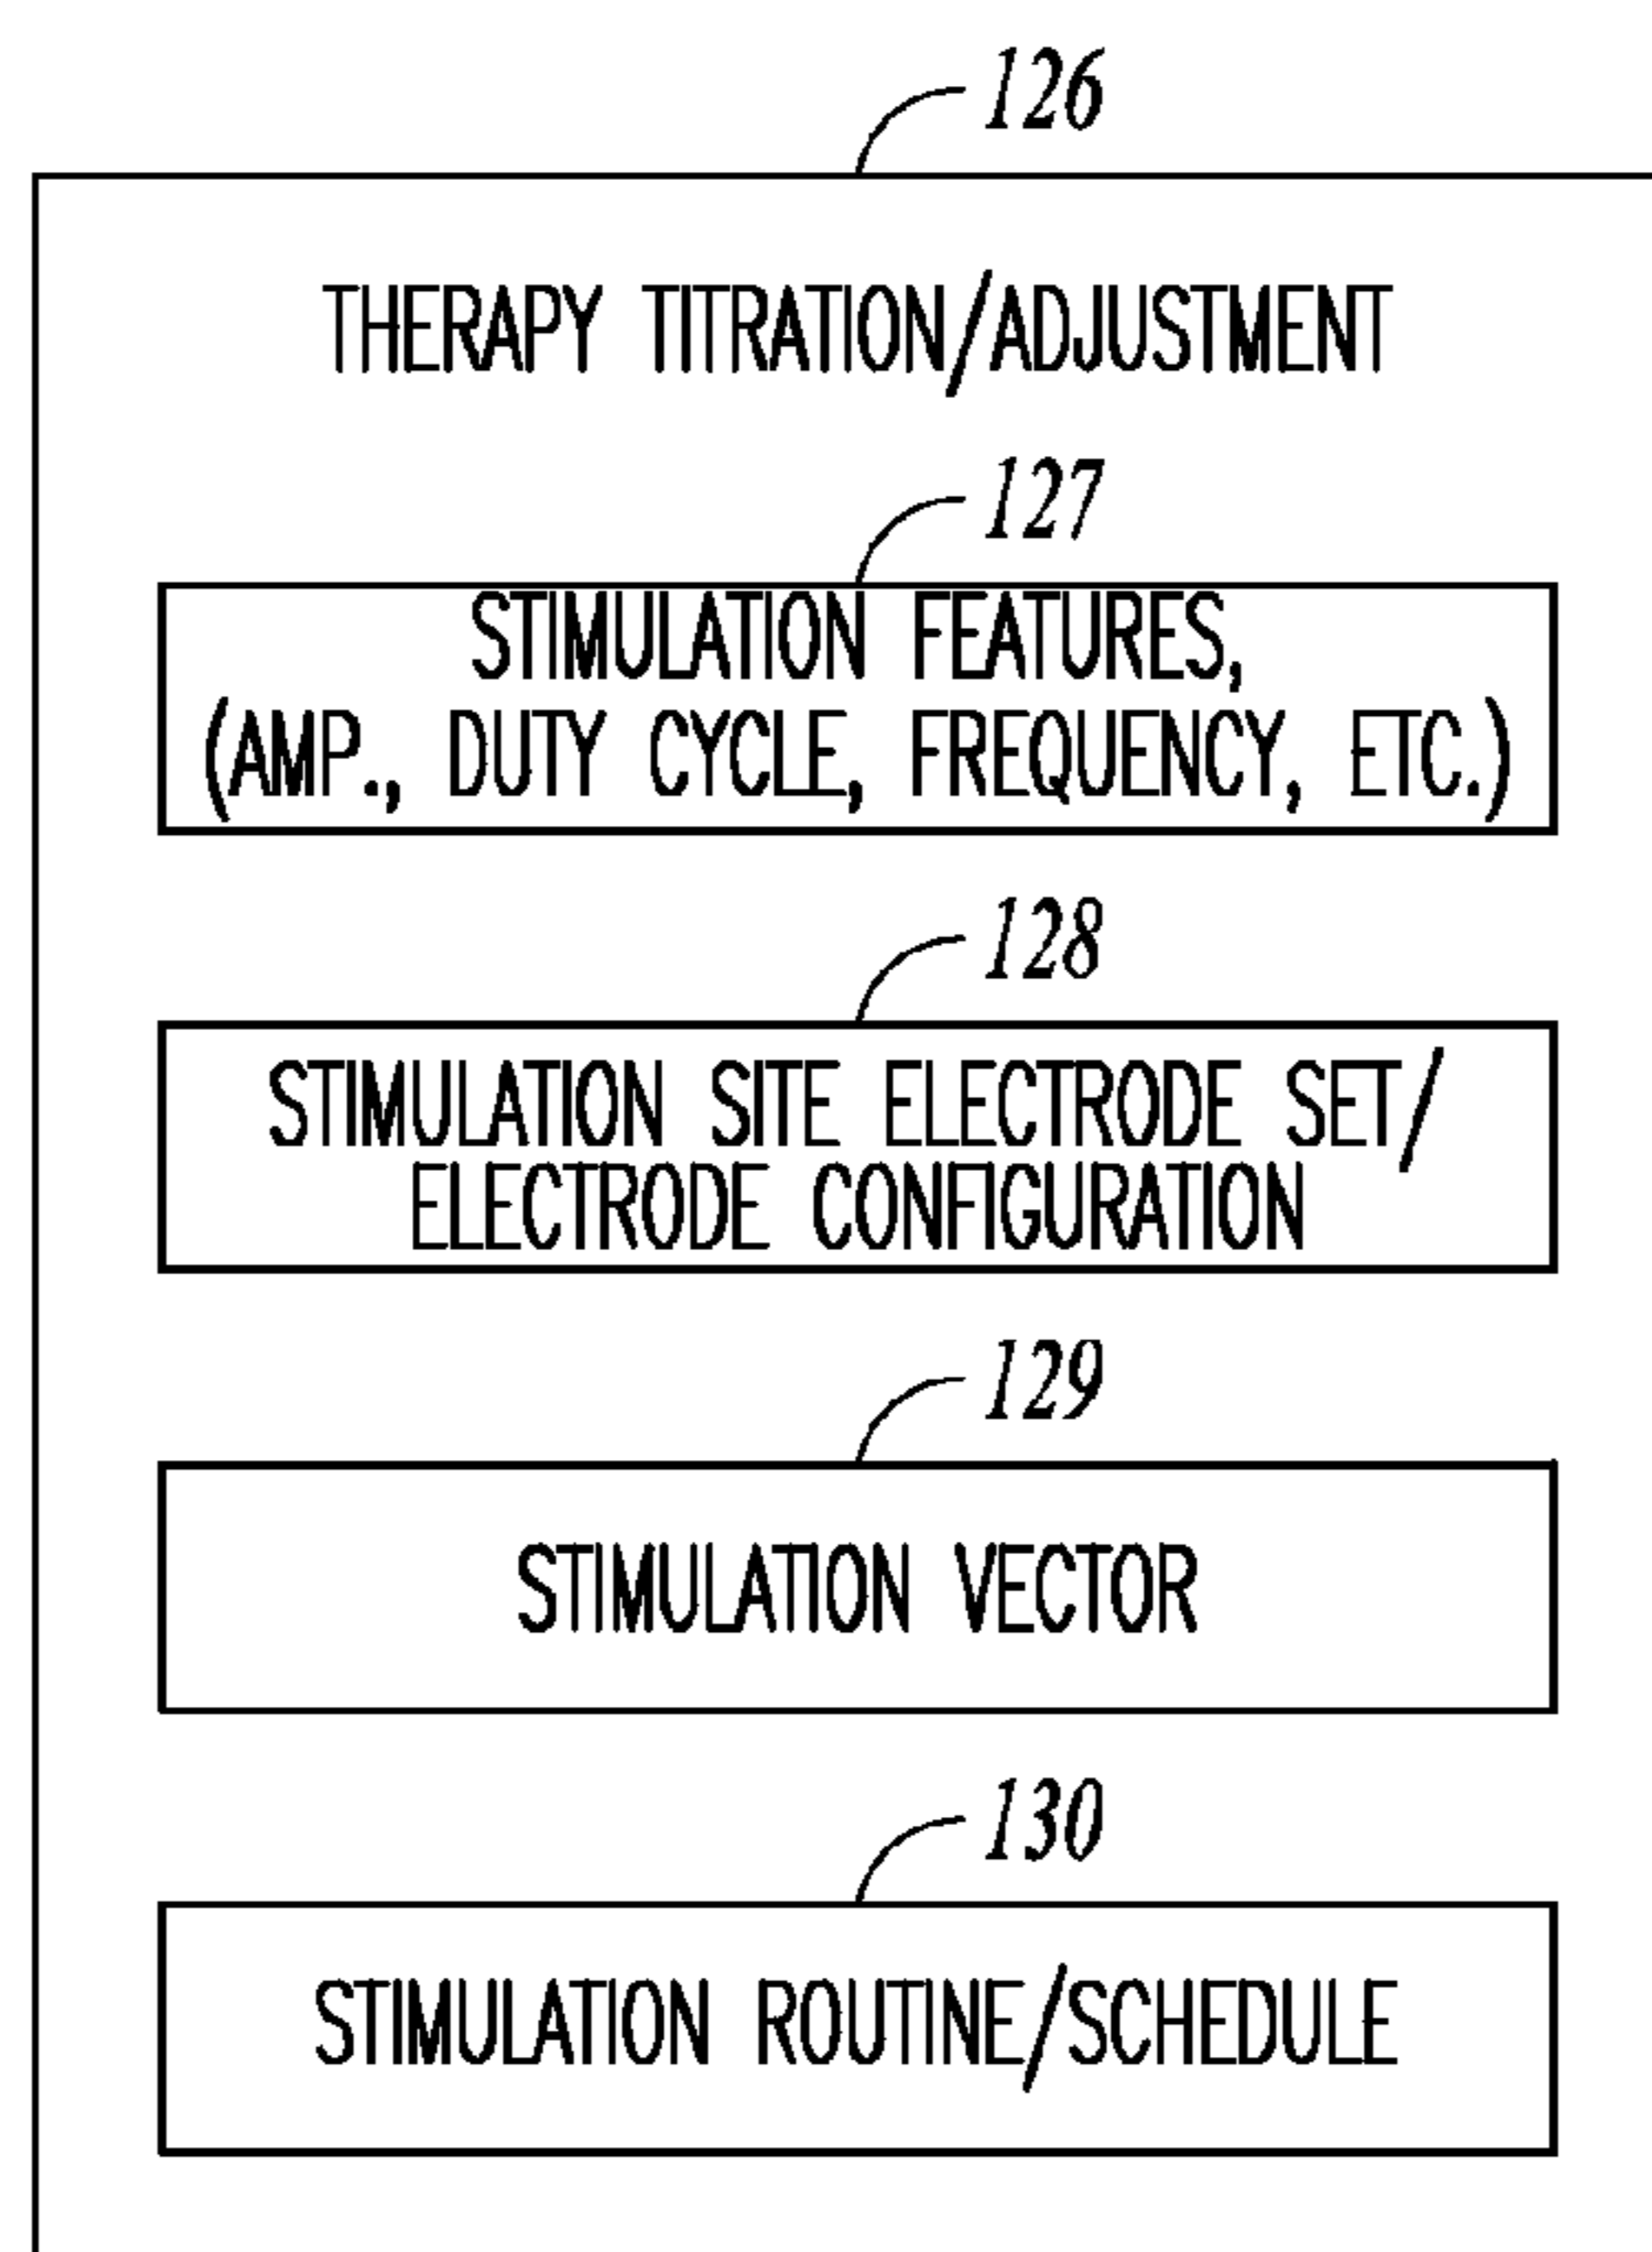 126
THERAPY TITRATION/ADJUSTMENT
127
STIMULATION FEATURES,
(AMP., DUTY CYCLE, FREQUENCY, ETC.)
128
STIMULATION SITE ELECTRODE SET/
ELECTRODE CONFIGURATION
129
STIMULATION VECTOR
130
STIMULATION ROUTINE/SCHEDULE